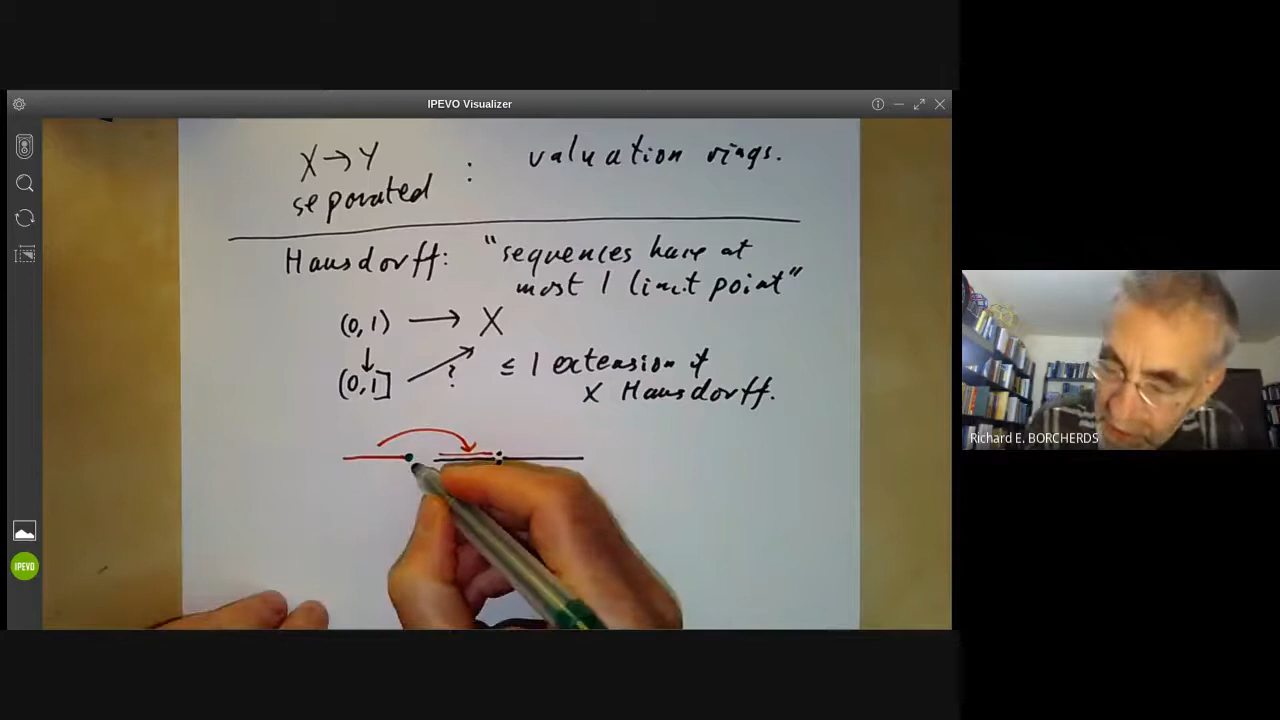 IPEVO Visualizer
X → Y : valuation rings.
separated
Hausdorff: "sequences have at
most 1 limit point"
(0, 1) → X
↓
(0, 1] → ? ≤ 1 extension if
X Hausdorff.
Richard E. BORCHERDS
IPEVO